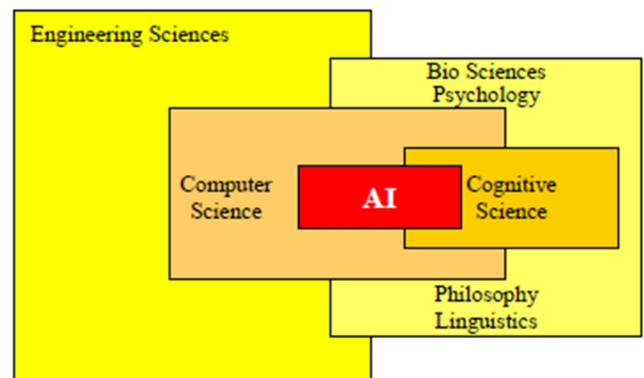 Engineering Sciences
Bio Sciences
Psychology
Computer
Science
AI
Cognitive
Science
Philosophy
Linguistics